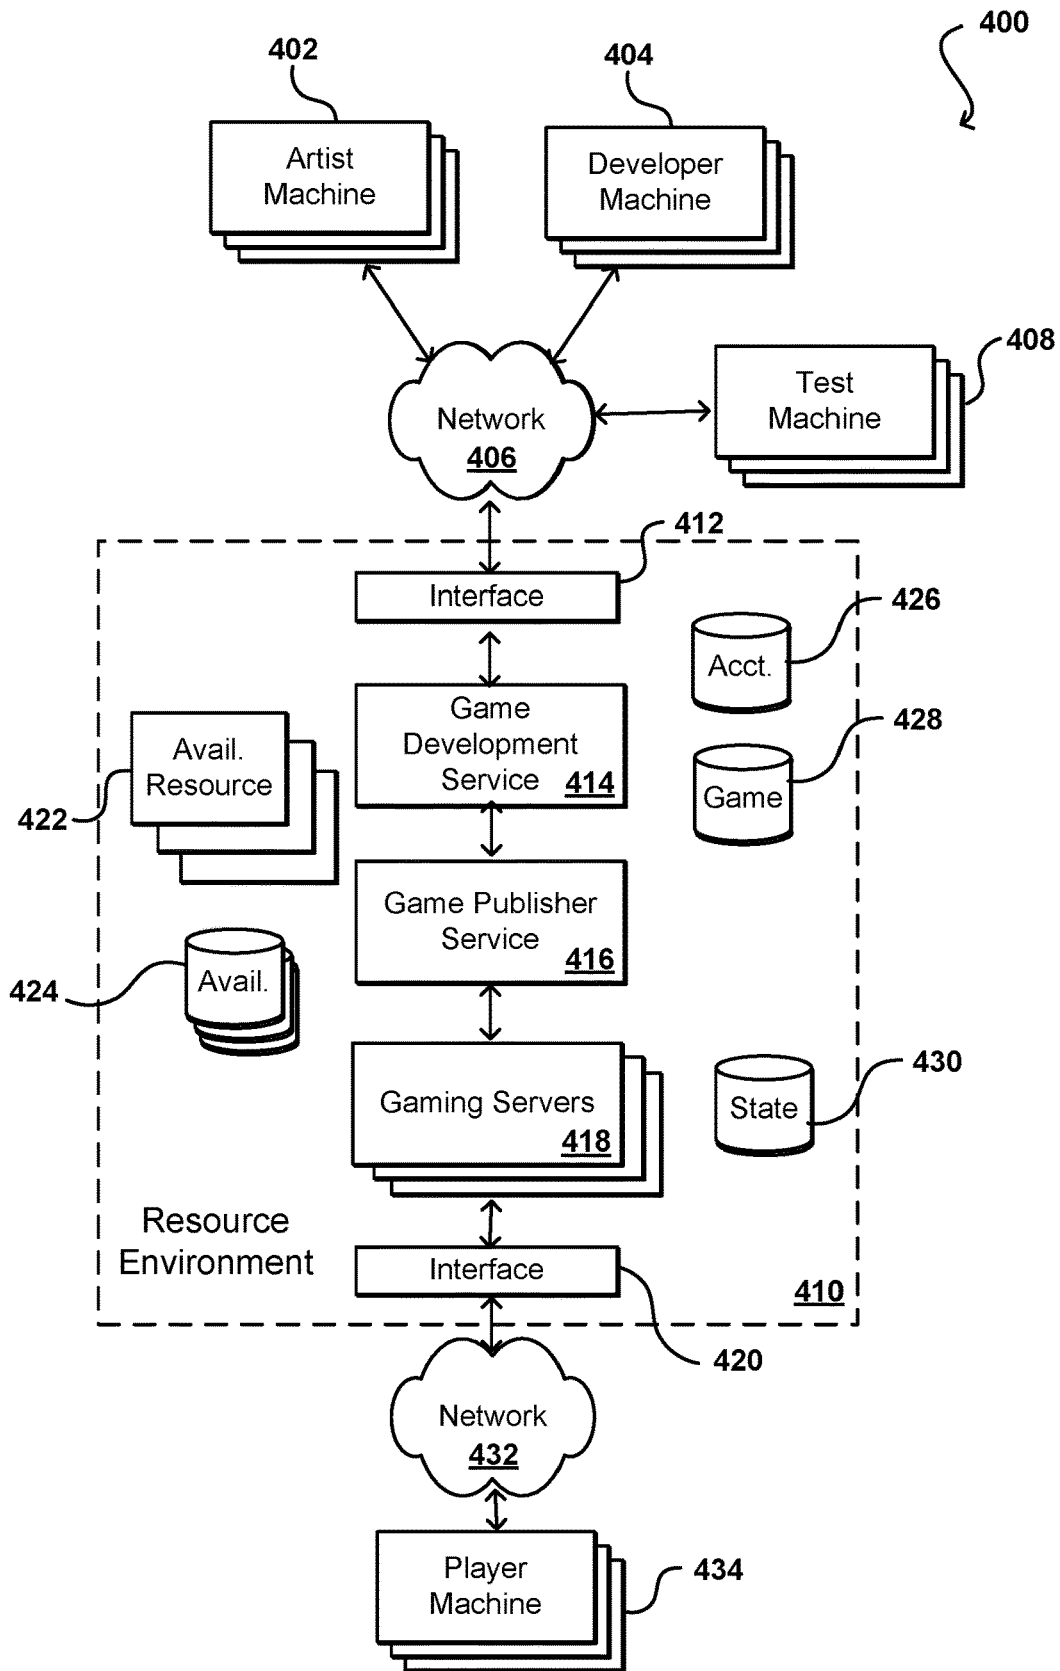 400
402
404
Artist
Machine
Developer
Machine
408
Test
Machine
Network
406
412
Interface
426
Acct.
Game
Development
Service
414
428
Game
Avail.
Resource
422
Game Publisher
Service
416
424
Avail.
Gaming Servers
418
430
State
Resource
Environment
Interface
410
420
Network
432
Player
Machine
434